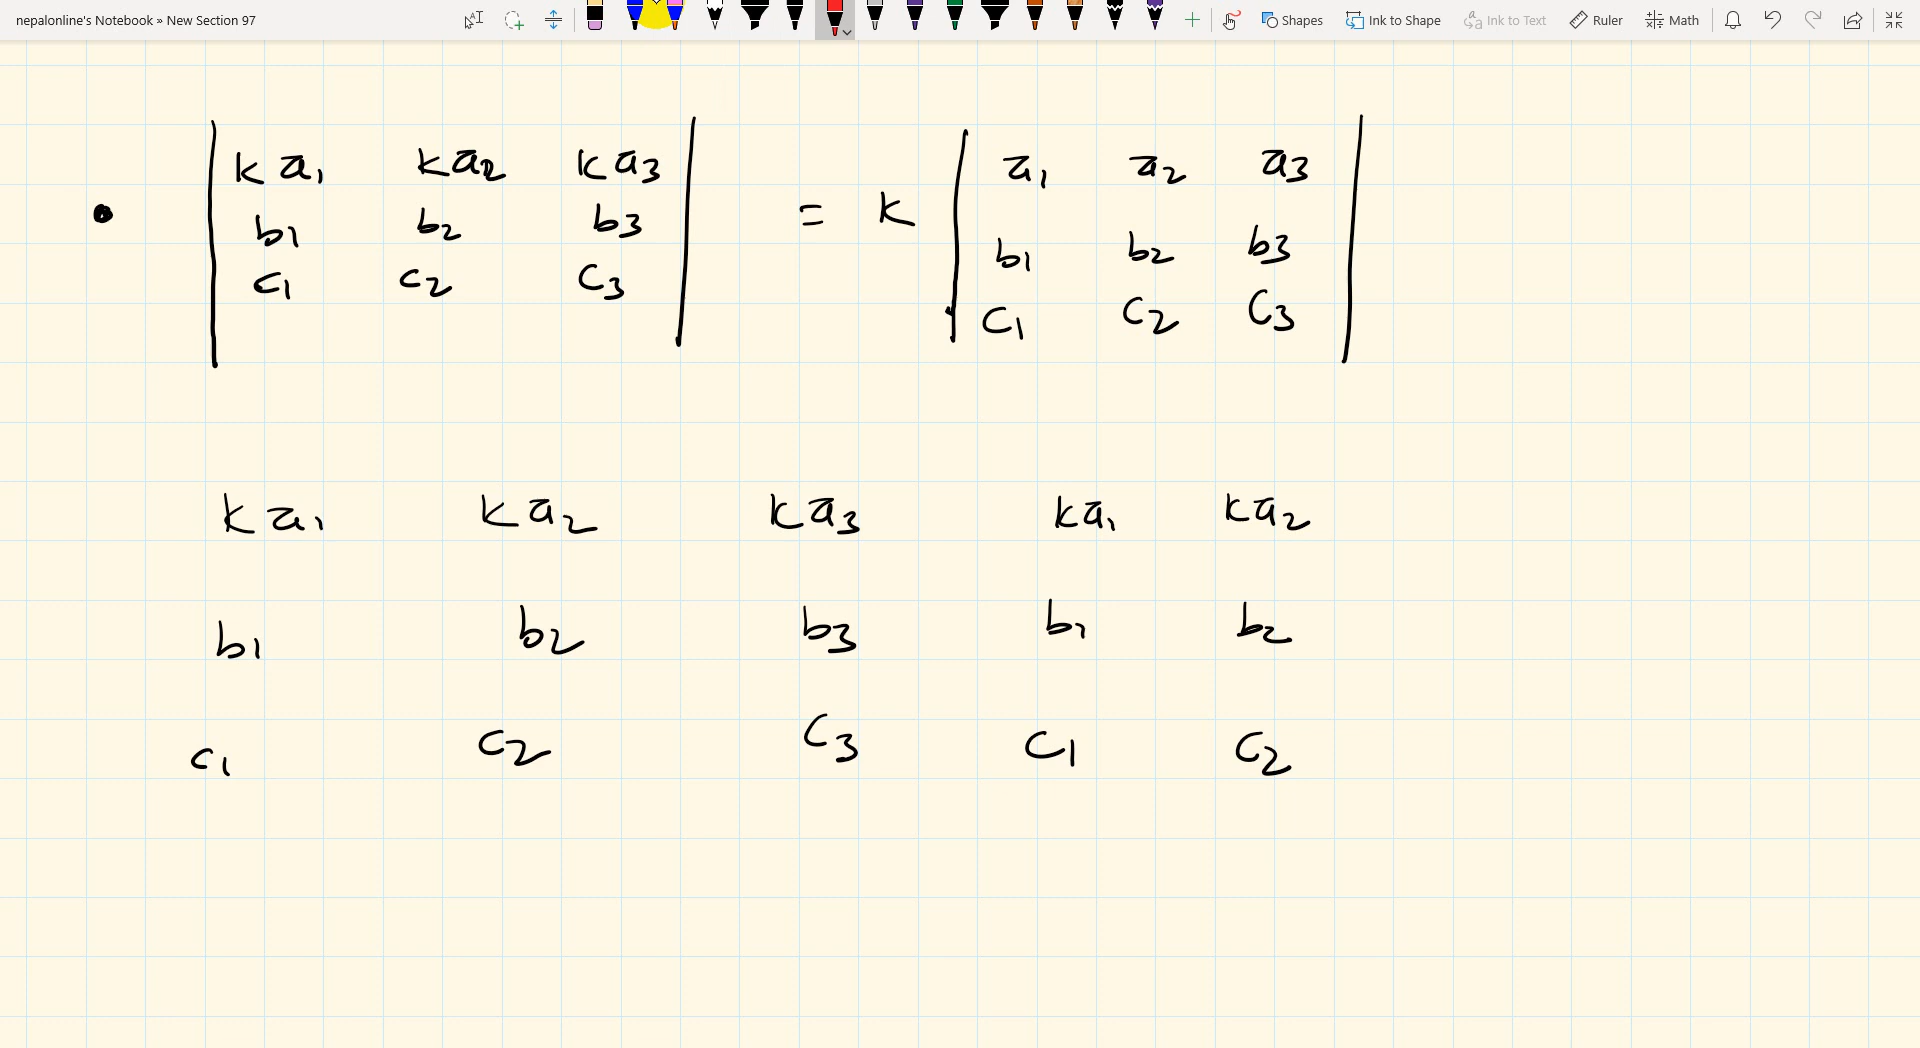 nepalonline's Notebook » New Section 97 Shapes Ink to Shape Ink to Text Ruler Math
| ka₁ ka₂ ka₃ | = k | a₁ a₂ a₃ |
| b₁ b₂ b₃ | | b₁ b₂ b₃ |
| c₁ c₂ c₃ | | c₁ c₂ c₃ |
ka₁ ka₂ ka₃ ka₁ ka₂
b₁ b₂ b₃ b₁ b₂
c₁ c₂ c₃ c₁ c₂